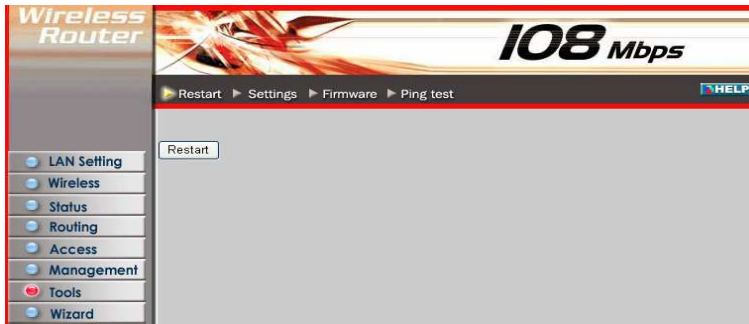 Wireless
Router
108 Mbps
Restart Settings Firmware Ping test
HELP
Restart
LAN Setting
Wireless
Status
Routing
Access
Management
Tools
Wizard